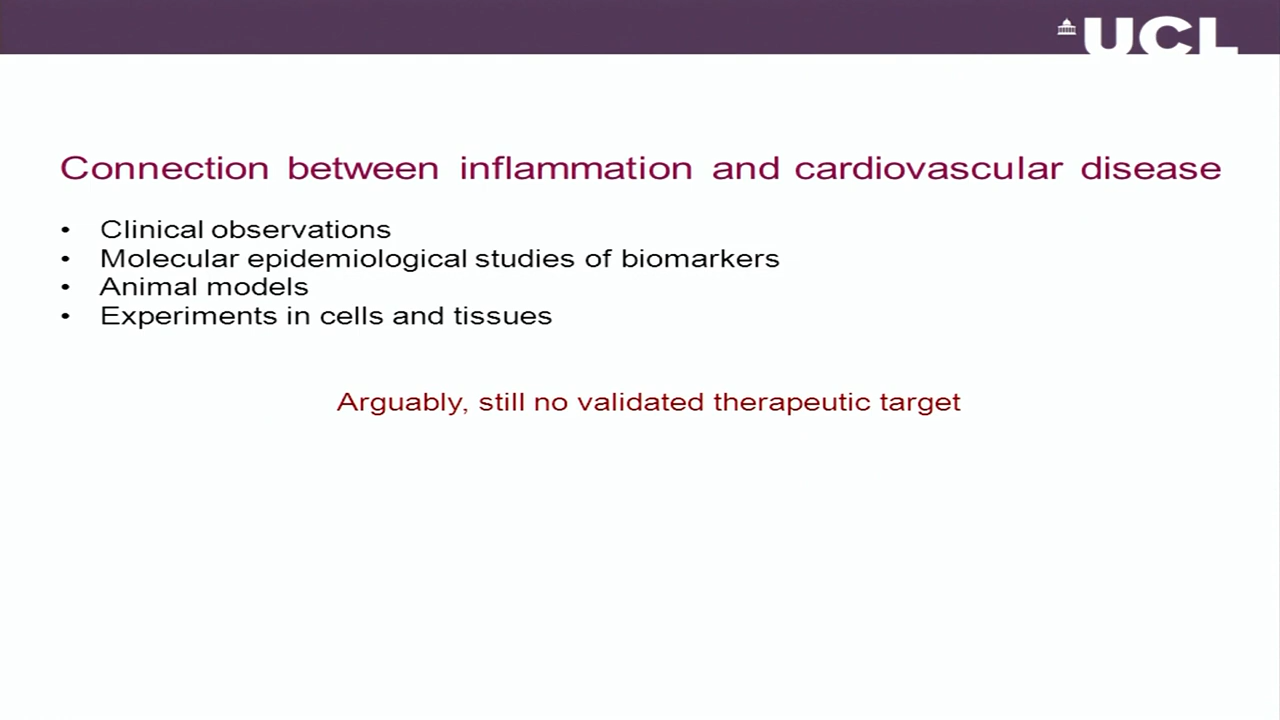 UCL
Connection between inflammation and cardiovascular disease
• Clinical observations
• Molecular epidemiological studies of biomarkers
• Animal models
• Experiments in cells and tissues
Arguably, still no validated therapeutic target